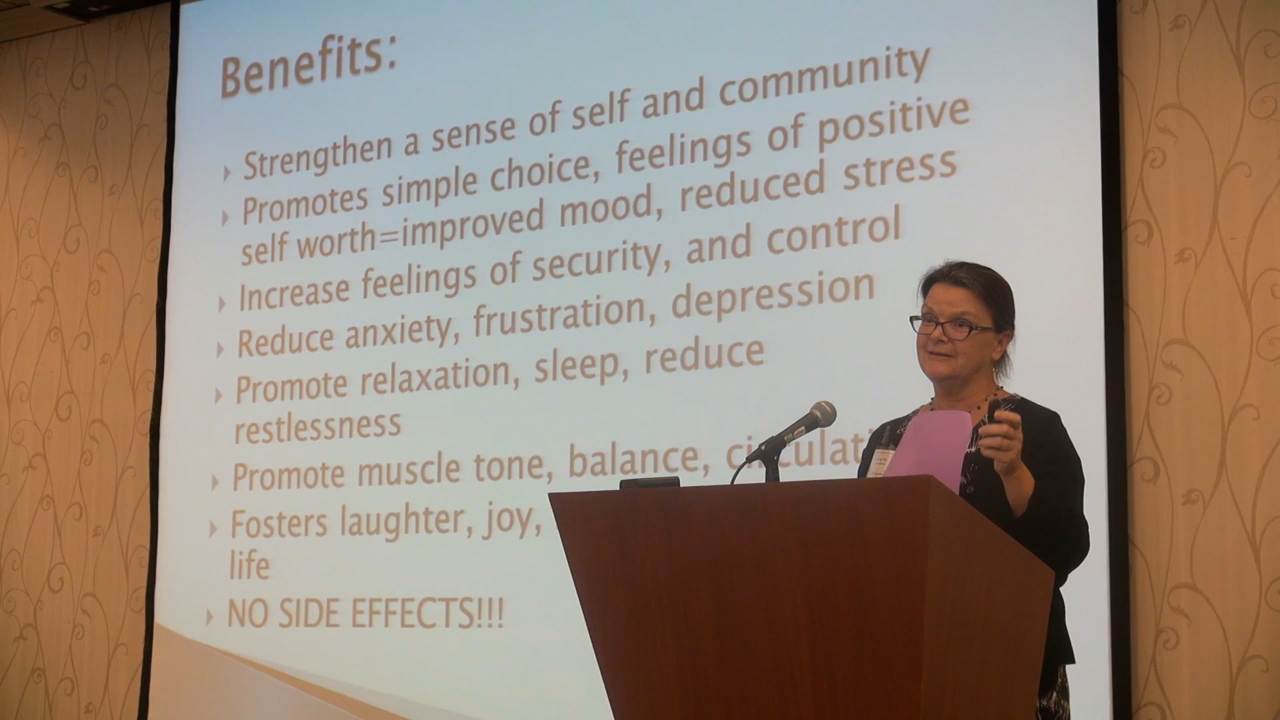 Benefits:
Strengthen a sense of self and community
Promotes simple choice, feelings of positive
self worth=improved mood, reduced stress
Increase feelings of security, and control
Reduce anxiety, frustration, depression
Promote relaxation, sleep, reduce
restlessness
Promote muscle tone, balance,
Fosters laughter, joy,
life
NO SIDE EFFECTS!!!